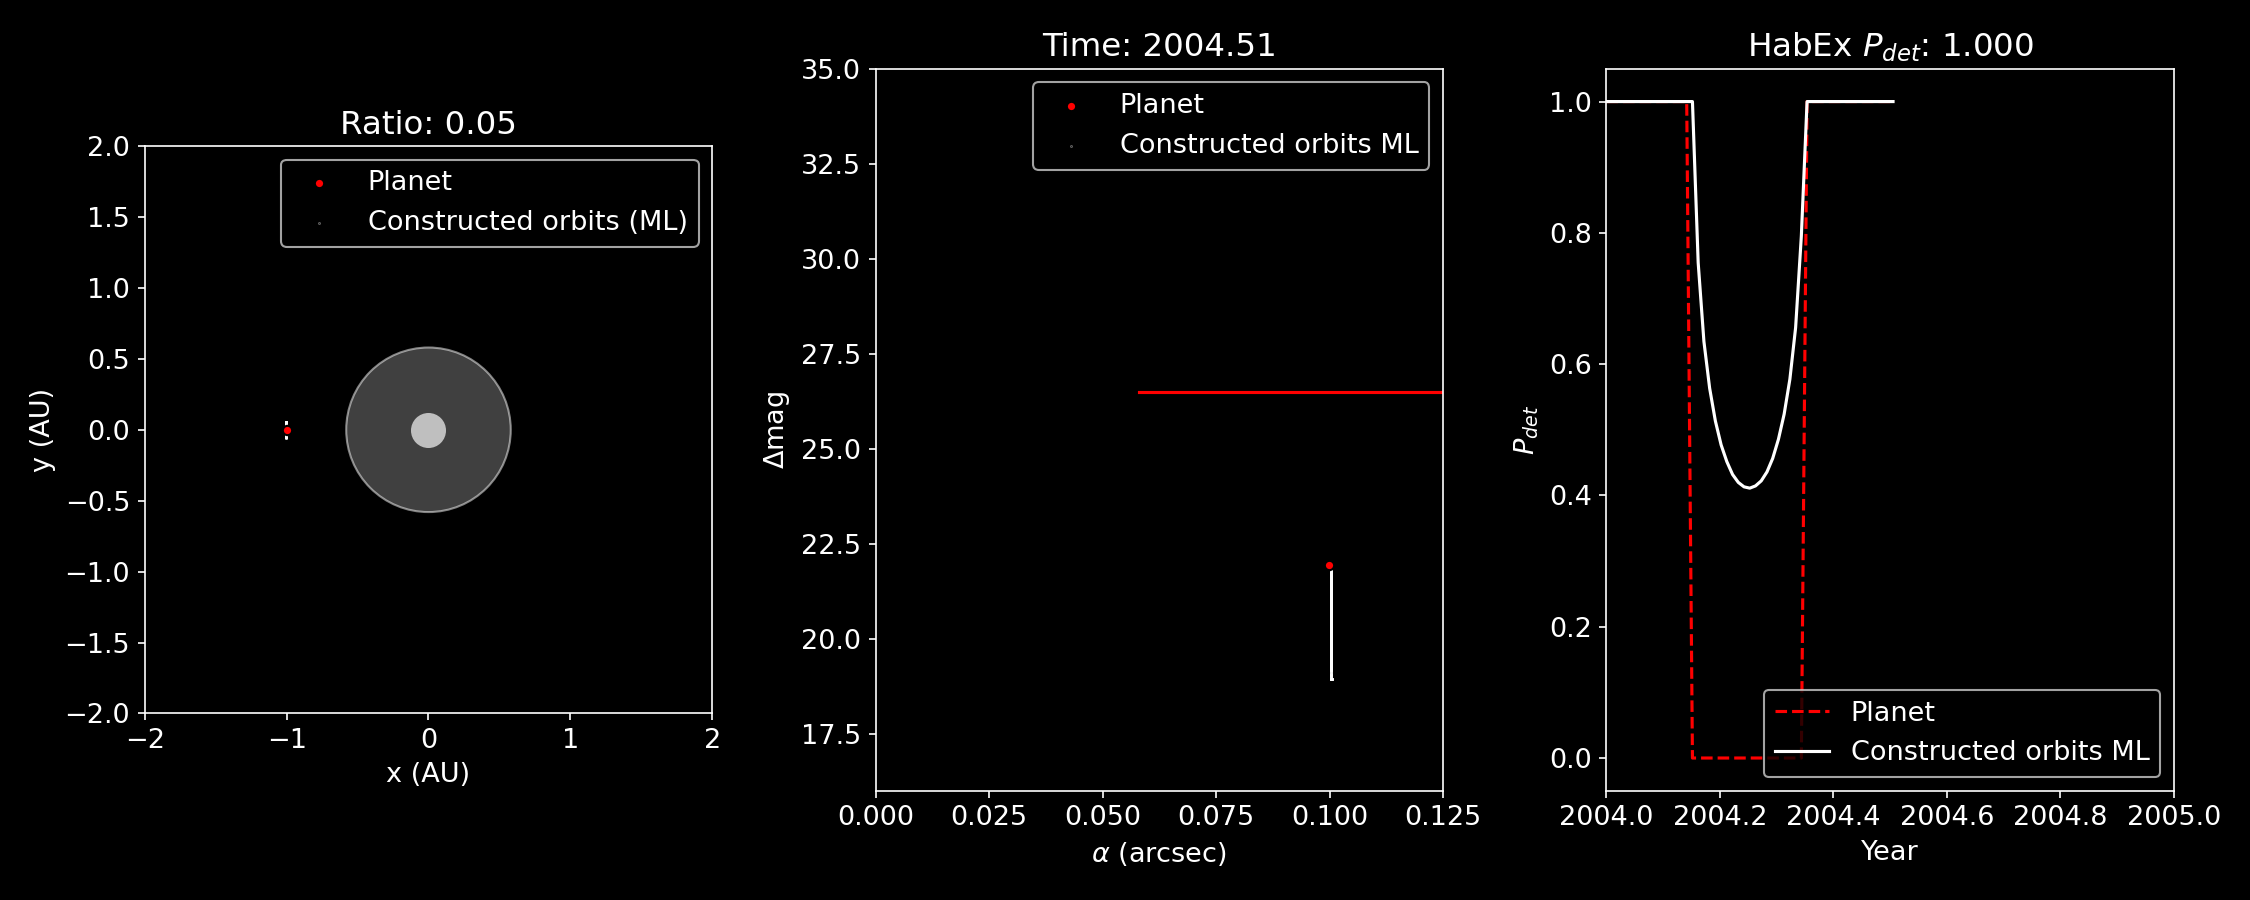 Ratio: 0.05
Planet
Constructed orbits (ML)
2.0
1.5
1.0
0.5
0.0
−0.5
−1.0
−1.5
−2.0
y (AU)
−2 −1 0 1 2
x (AU)
Time: 2004.51
Planet
Constructed orbits ML
35.0
32.5
30.0
27.5
25.0
22.5
20.0
17.5
Δmag
0.000 0.025 0.050 0.075 0.100 0.125
α (arcsec)
HabEx P_det: 1.000
1.0
0.8
0.6
0.4
0.2
0.0
P_det
Planet
Constructed orbits ML
2004.0 2004.2 2004.4 2004.6 2004.8 2005.0
Year